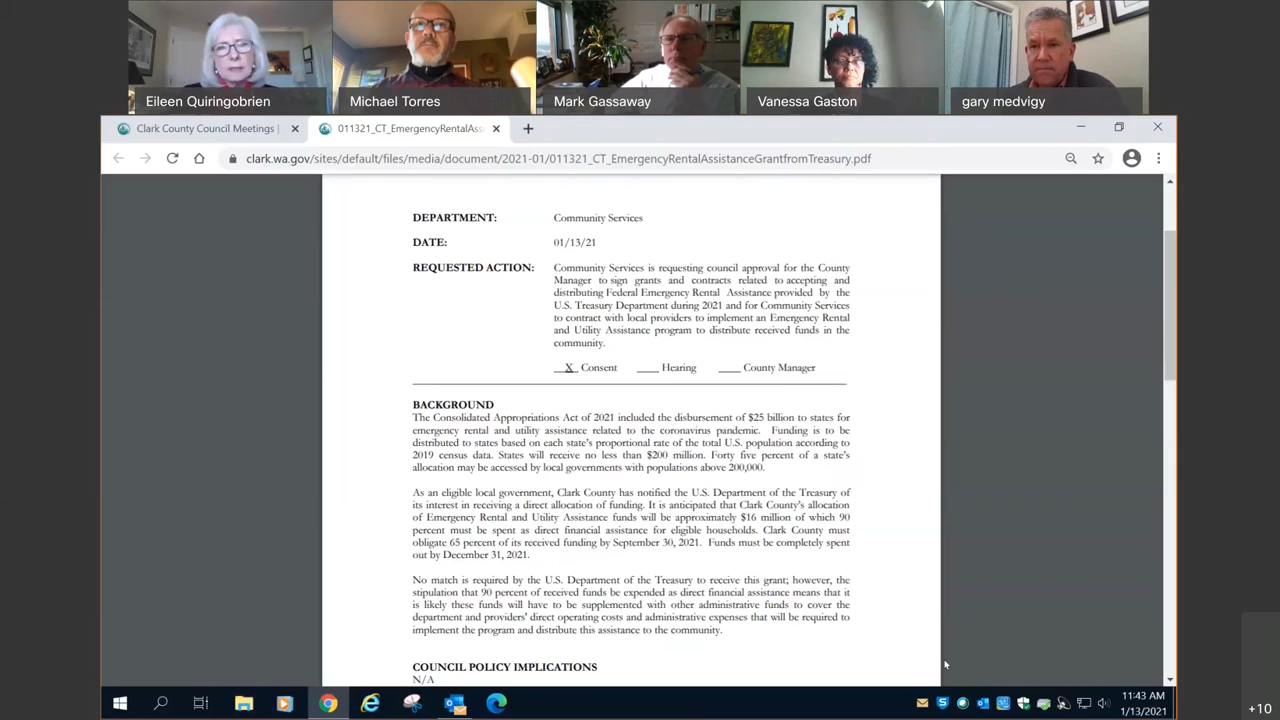 Eileen Quiringobrien
Michael Torres
Mark Gassaway
Vanessa Gaston
gary medvigy
Clark County Council Meetings |
011321_CT_EmergencyRentalAss
clark.wa.gov/sites/default/files/media/document/2021-01/011321_CT_EmergencyRentalAssistanceGrantfromTreasury.pdf
DEPARTMENT: Community Services
DATE: 01/13/21
REQUESTED ACTION: Community Services is requesting council approval for the County
Manager to sign grants and contracts related to accepting and
distributing Federal Emergency Rental Assistance provided by the
U.S. Treasury Department during 2021 and for Community Services
to contract with local providers to implement an Emergency Rental
and Utility Assistance program to distribute received funds in the
community.
__X_ Consent ____ Hearing ____ County Manager
BACKGROUND
The Consolidated Appropriations Act of 2021 included the disbursement of $25 billion to states for
emergency rental and utility assistance related to the coronavirus pandemic. Funding is to be
distributed to states based on each state's proportional rate of the total U.S. population according to
2019 census data. States will receive no less than $200 million. Forty five percent of a state's
allocation may be accessed by local governments with populations above 200,000.
As an eligible local government, Clark County has notified the U.S. Department of the Treasury of
its interest in receiving a direct allocation of funding. It is anticipated that Clark County's allocation
of Emergency Rental and Utility Assistance funds will be approximately $16 million of which 90
percent must be spent as direct financial assistance for eligible households. Clark County must
obligate 65 percent of its received funding by September 30, 2021. Funds must be completely spent
out by December 31, 2021.
No match is required by the U.S. Department of the Treasury to receive this grant; however, the
stipulation that 90 percent of received funds be expended as direct financial assistance means that it
is likely these funds will have to be supplemented with other administrative funds to cover the
department and providers' direct operating costs and administrative expenses that will be required to
implement the program and distribute this assistance to the community.
COUNCIL POLICY IMPLICATIONS
N/A
11:43 AM
1/13/2021
+10